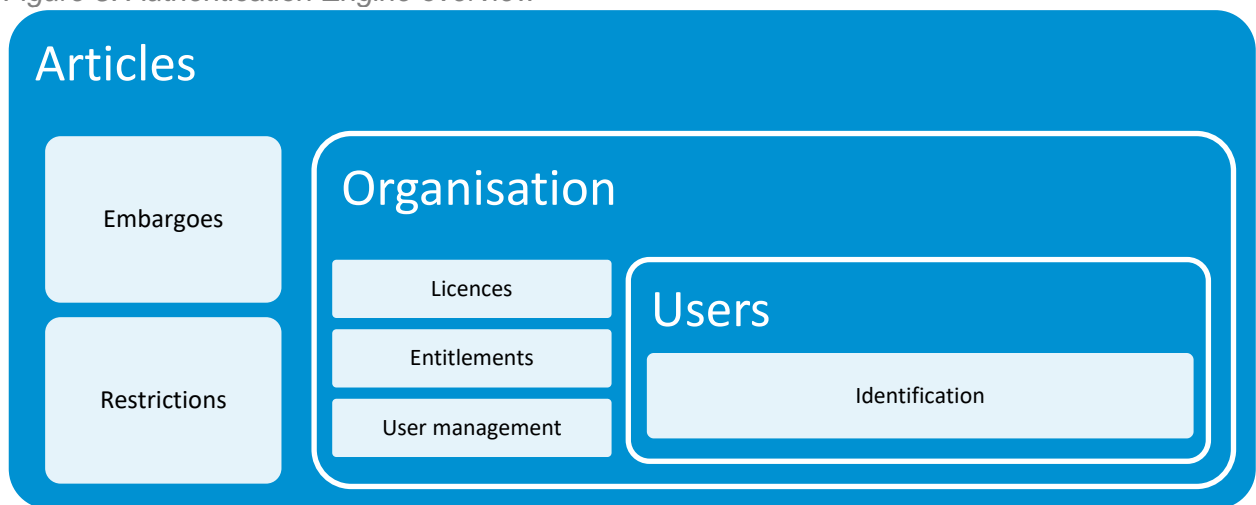 Articles
Embargoes
Restrictions
Organisation
Licences
Entitlements
User management
Users
Identification